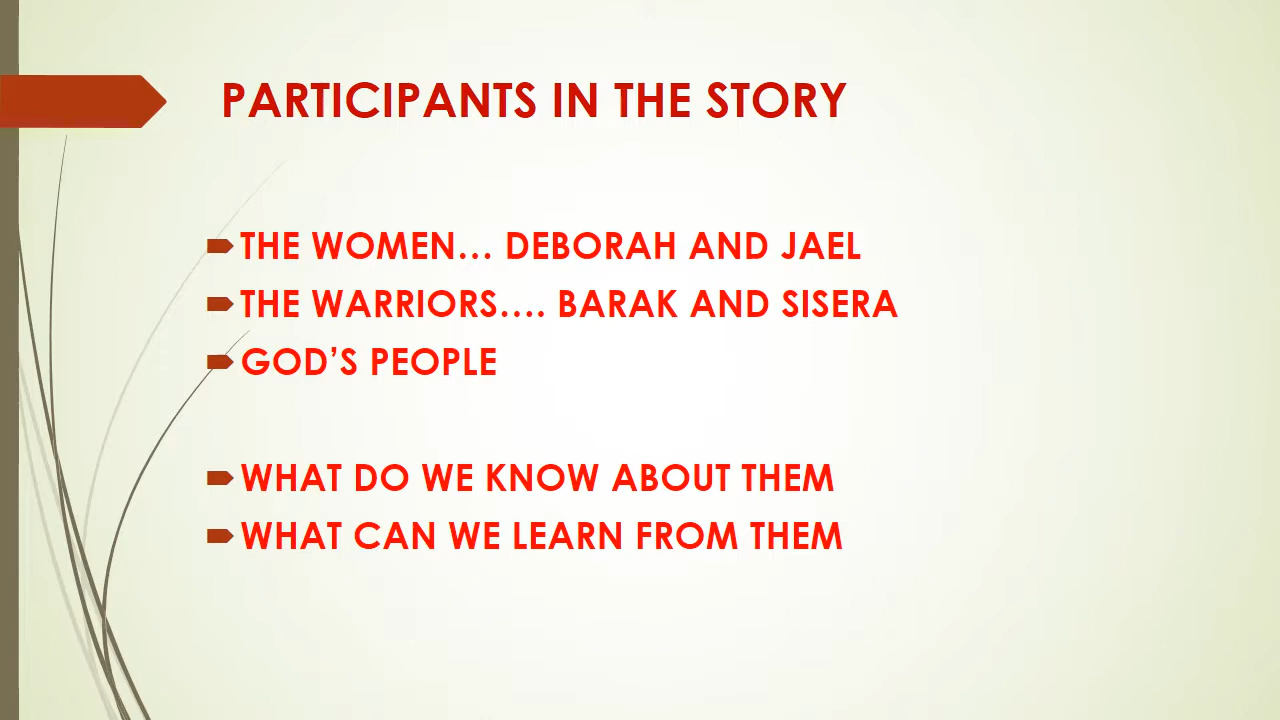 PARTICIPANTS IN THE STORY
THE WOMEN... DEBORAH AND JAEL
THE WARRIORS.... BARAK AND SISERA
GOD’S PEOPLE
WHAT DO WE KNOW ABOUT THEM
WHAT CAN WE LEARN FROM THEM